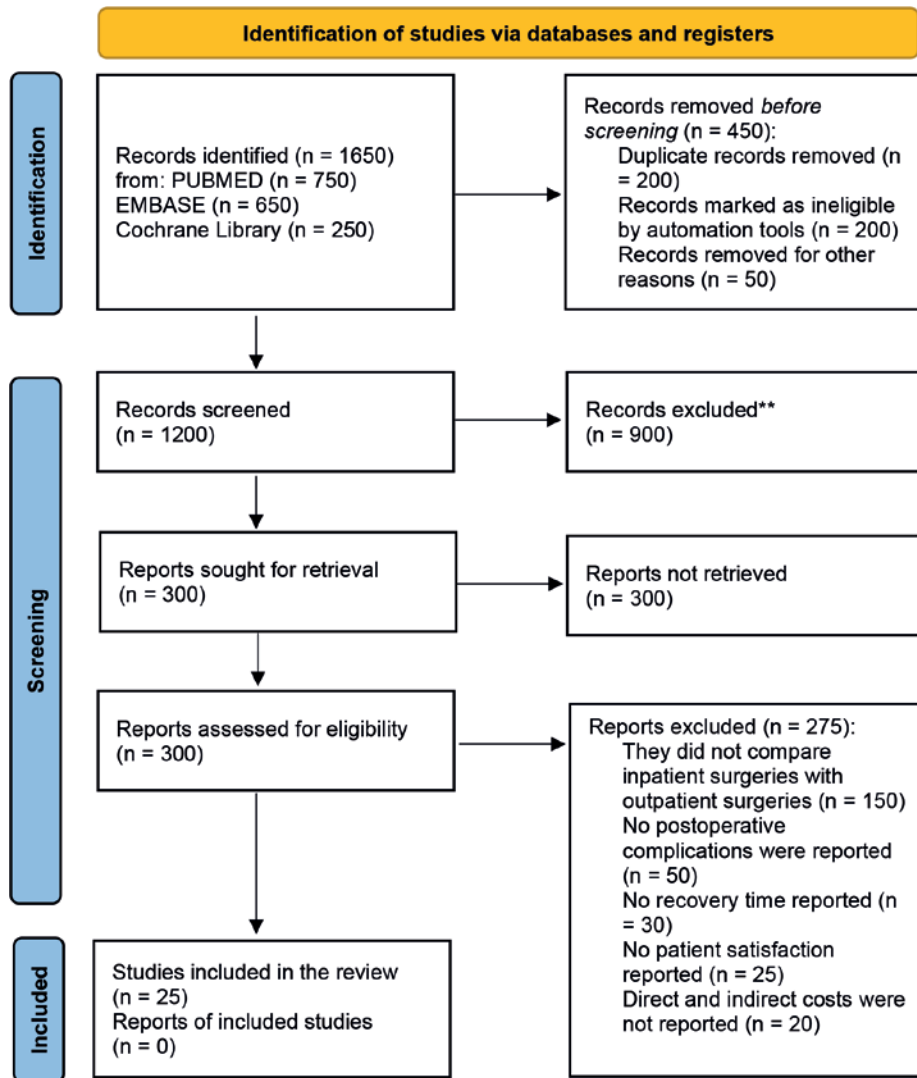 Identification of studies via databases and registers
Identification
Records identified (n = 1650)
from: PUBMED (n = 750)
EMBASE (n = 650)
Cochrane Library (n = 250)
Records removed before
screening (n = 450):
Duplicate records removed (n
= 200)
Records marked as ineligible
by automation tools (n = 200)
Records removed for other
reasons (n = 50)
Screening
Records screened
(n = 1200)
Records excluded**
(n = 900)
Reports sought for retrieval
(n = 300)
Reports not retrieved
(n = 300)
Reports assessed for eligibility
(n = 300)
Reports excluded (n = 275):
They did not compare
inpatient surgeries with
outpatient surgeries (n = 150)
No postoperative
complications were reported
(n = 50)
No recovery time reported (n
= 30)
No patient satisfaction
reported (n = 25)
Direct and indirect costs were
not reported (n = 20)
Included
Studies included in the review
(n = 25)
Reports of included studies
(n = 0)